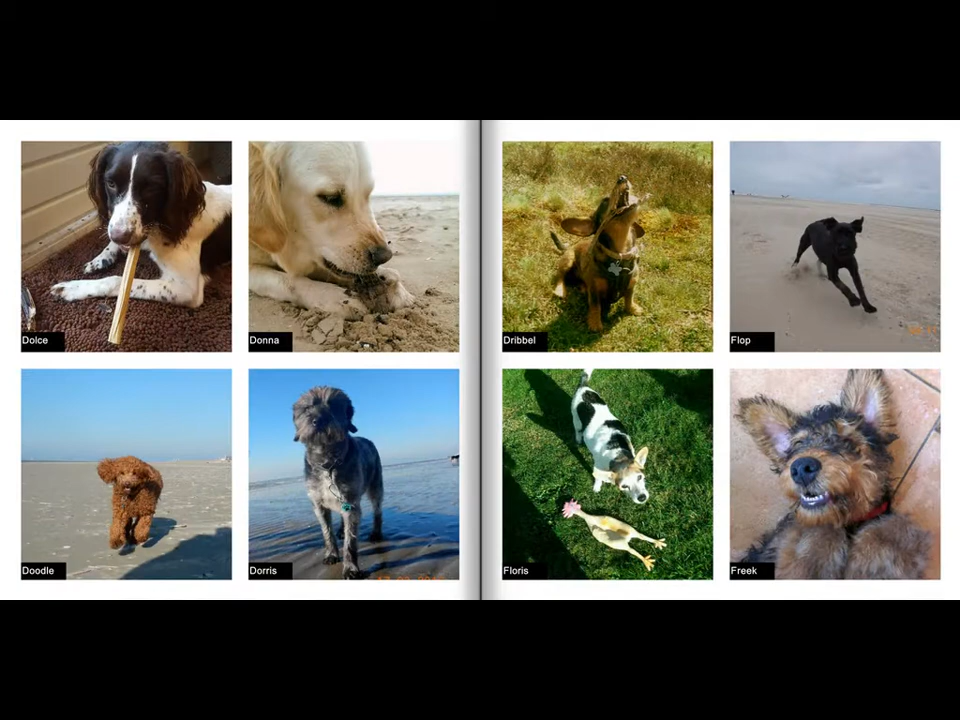 Dolce
Donna
Doodle
Dorris
Dribbel
Flop
Floris
Freek